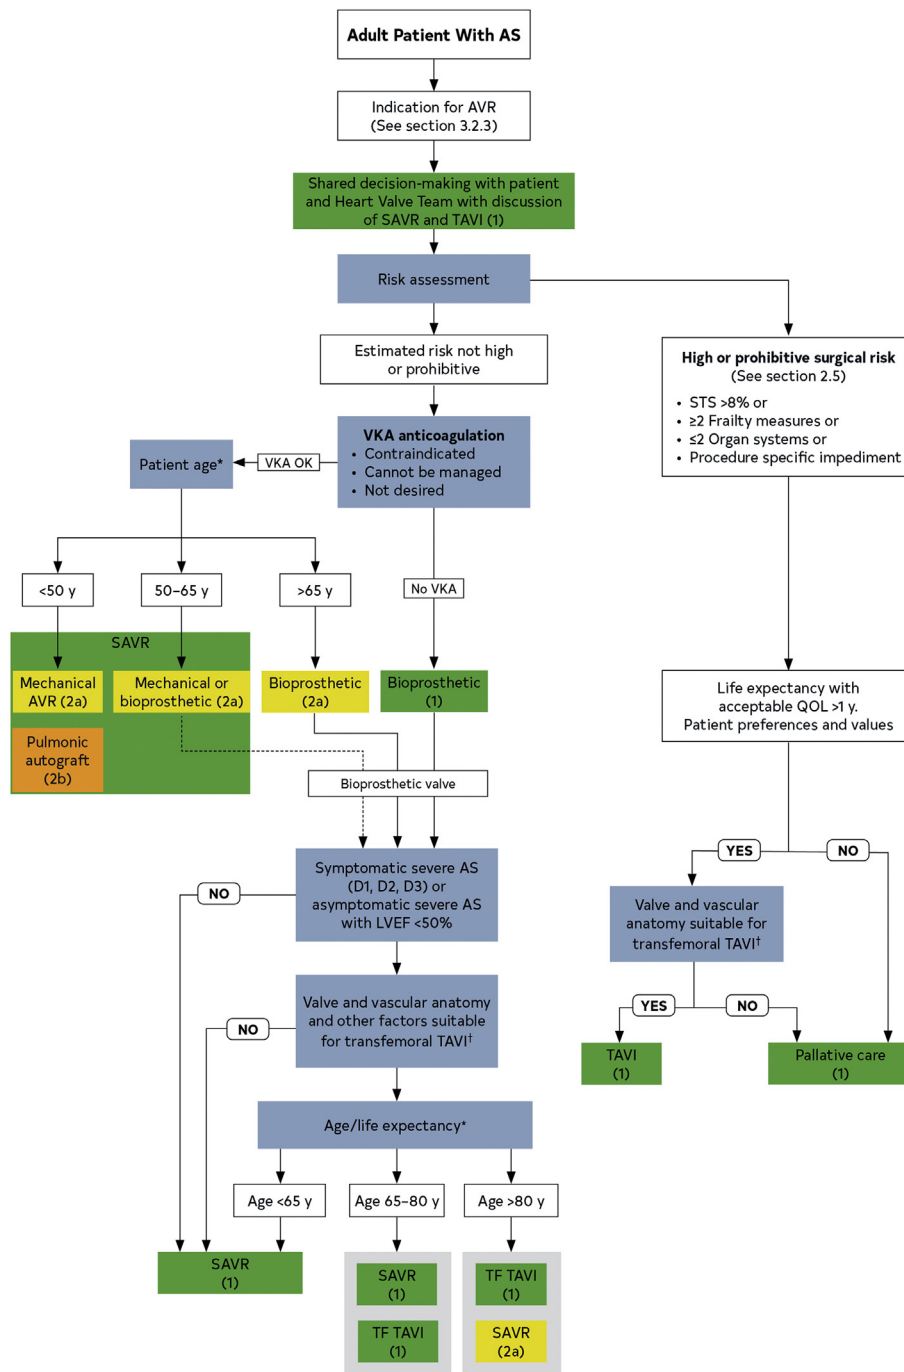 Adult Patient With AS
Indication for AVR
(See section 3.2.3)
Shared decision-making with patient
and Heart Valve Team with discussion
of SAVR and TAVI (1)
Risk assessment
Estimated risk not high
or prohibitive
High or prohibitive surgical risk
(See section 2.5)
• STS >8% or
• ≥2 Frailty measures or
• ≤2 Organ systems or
• Procedure specific impediment
VKA anticoagulation
• Contraindicated
• Cannot be managed
• Not desired
VKA OK
Patient age*
<50 y
50–65 y
>65 y
No VKA
SAVR
Mechanical
AVR (2a)
Mechanical or
bioprosthetic (2a)
Bioprosthetic
(2a)
Bioprosthetic
(1)
Pulmonic
autograft
(2b)
Bioprosthetic valve
Life expectancy with
acceptable QOL >1 y.
Patient preferences and values
YES
NO
Symptomatic severe AS
(D1, D2, D3) or
asymptomatic severe AS
with LVEF <50%
NO
Valve and vascular
anatomy suitable for
transfemoral TAVI†
YES
NO
Valve and vascular anatomy
and other factors suitable
for transfemoral TAVI†
NO
TAVI
(1)
Pallative care
(1)
Age/life expectancy*
Age <65 y
Age 65–80 y
Age >80 y
SAVR
(1)
SAVR
(1)
TF TAVI
(1)
TF TAVI
(1)
SAVR
(2a)